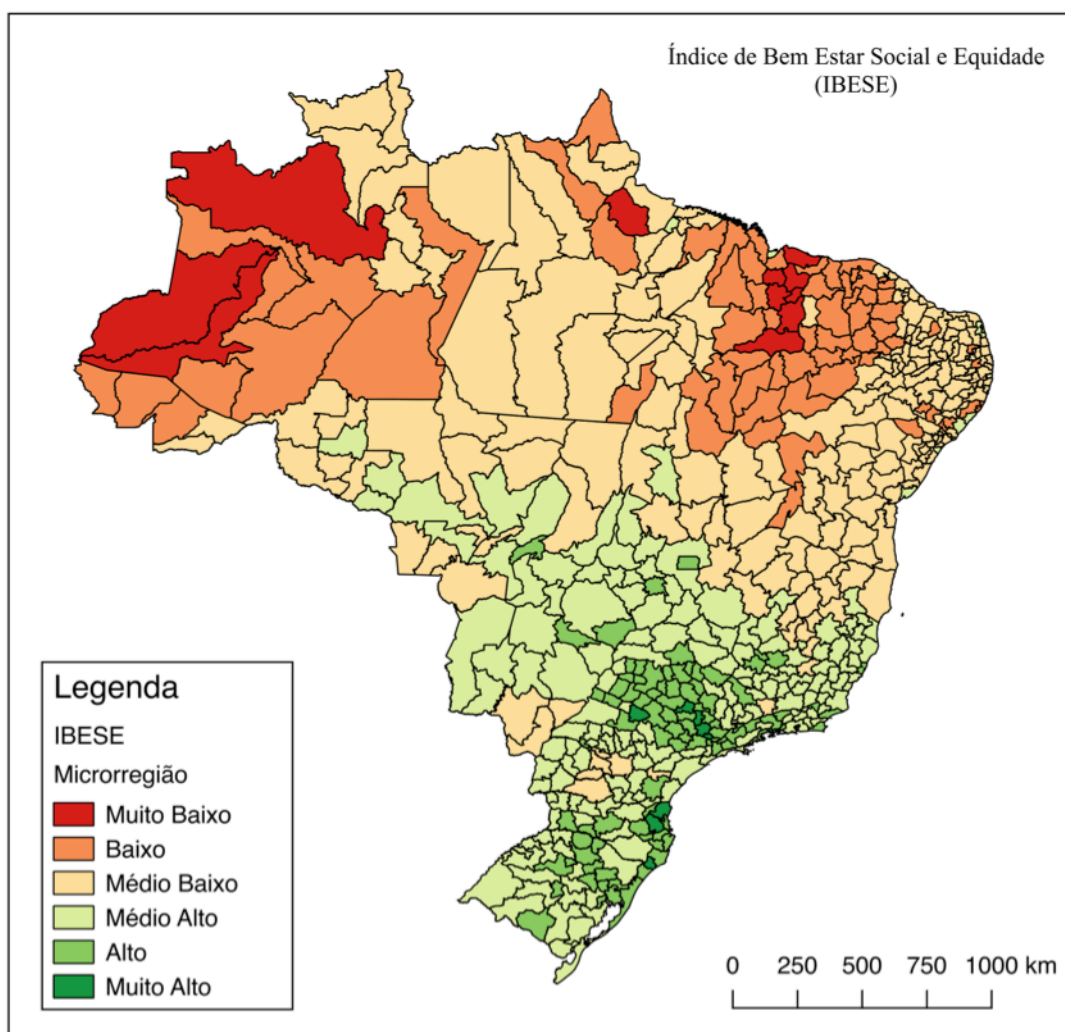 Índice de Bem Estar Social e Equidade
(IBESE)
Legenda
IBESE
Microrregião
Muito Baixo
Baixo
Médio Baixo
Médio Alto
Alto
Muito Alto
0 250 500 750 1000 km